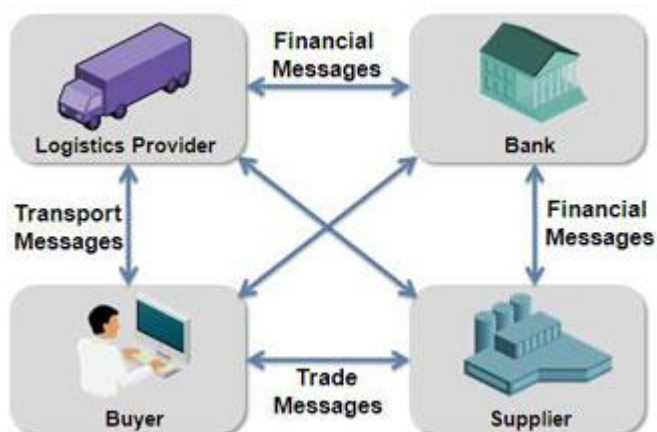 Financial
Messages
Logistics Provider
Bank
Transport
Messages
Financial
Messages
Buyer
Trade
Messages
Supplier